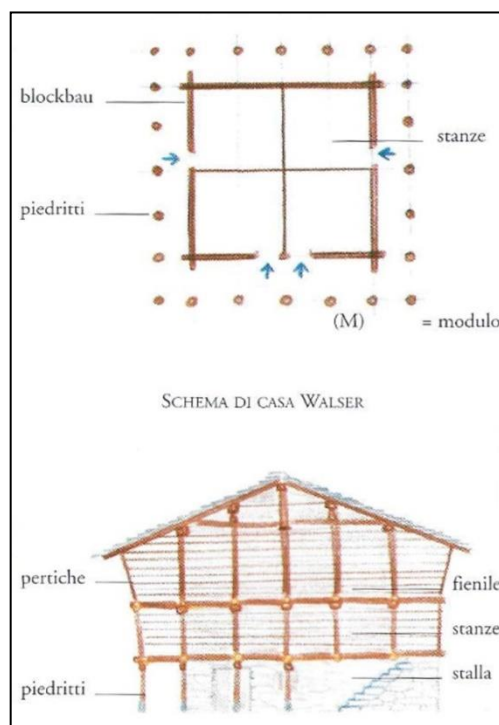 blockbau
stanze
piedritti
(M) = modulo
SCHEMA DI CASA WALSER
pertiche
fienile
stanze
piedritti
stalla